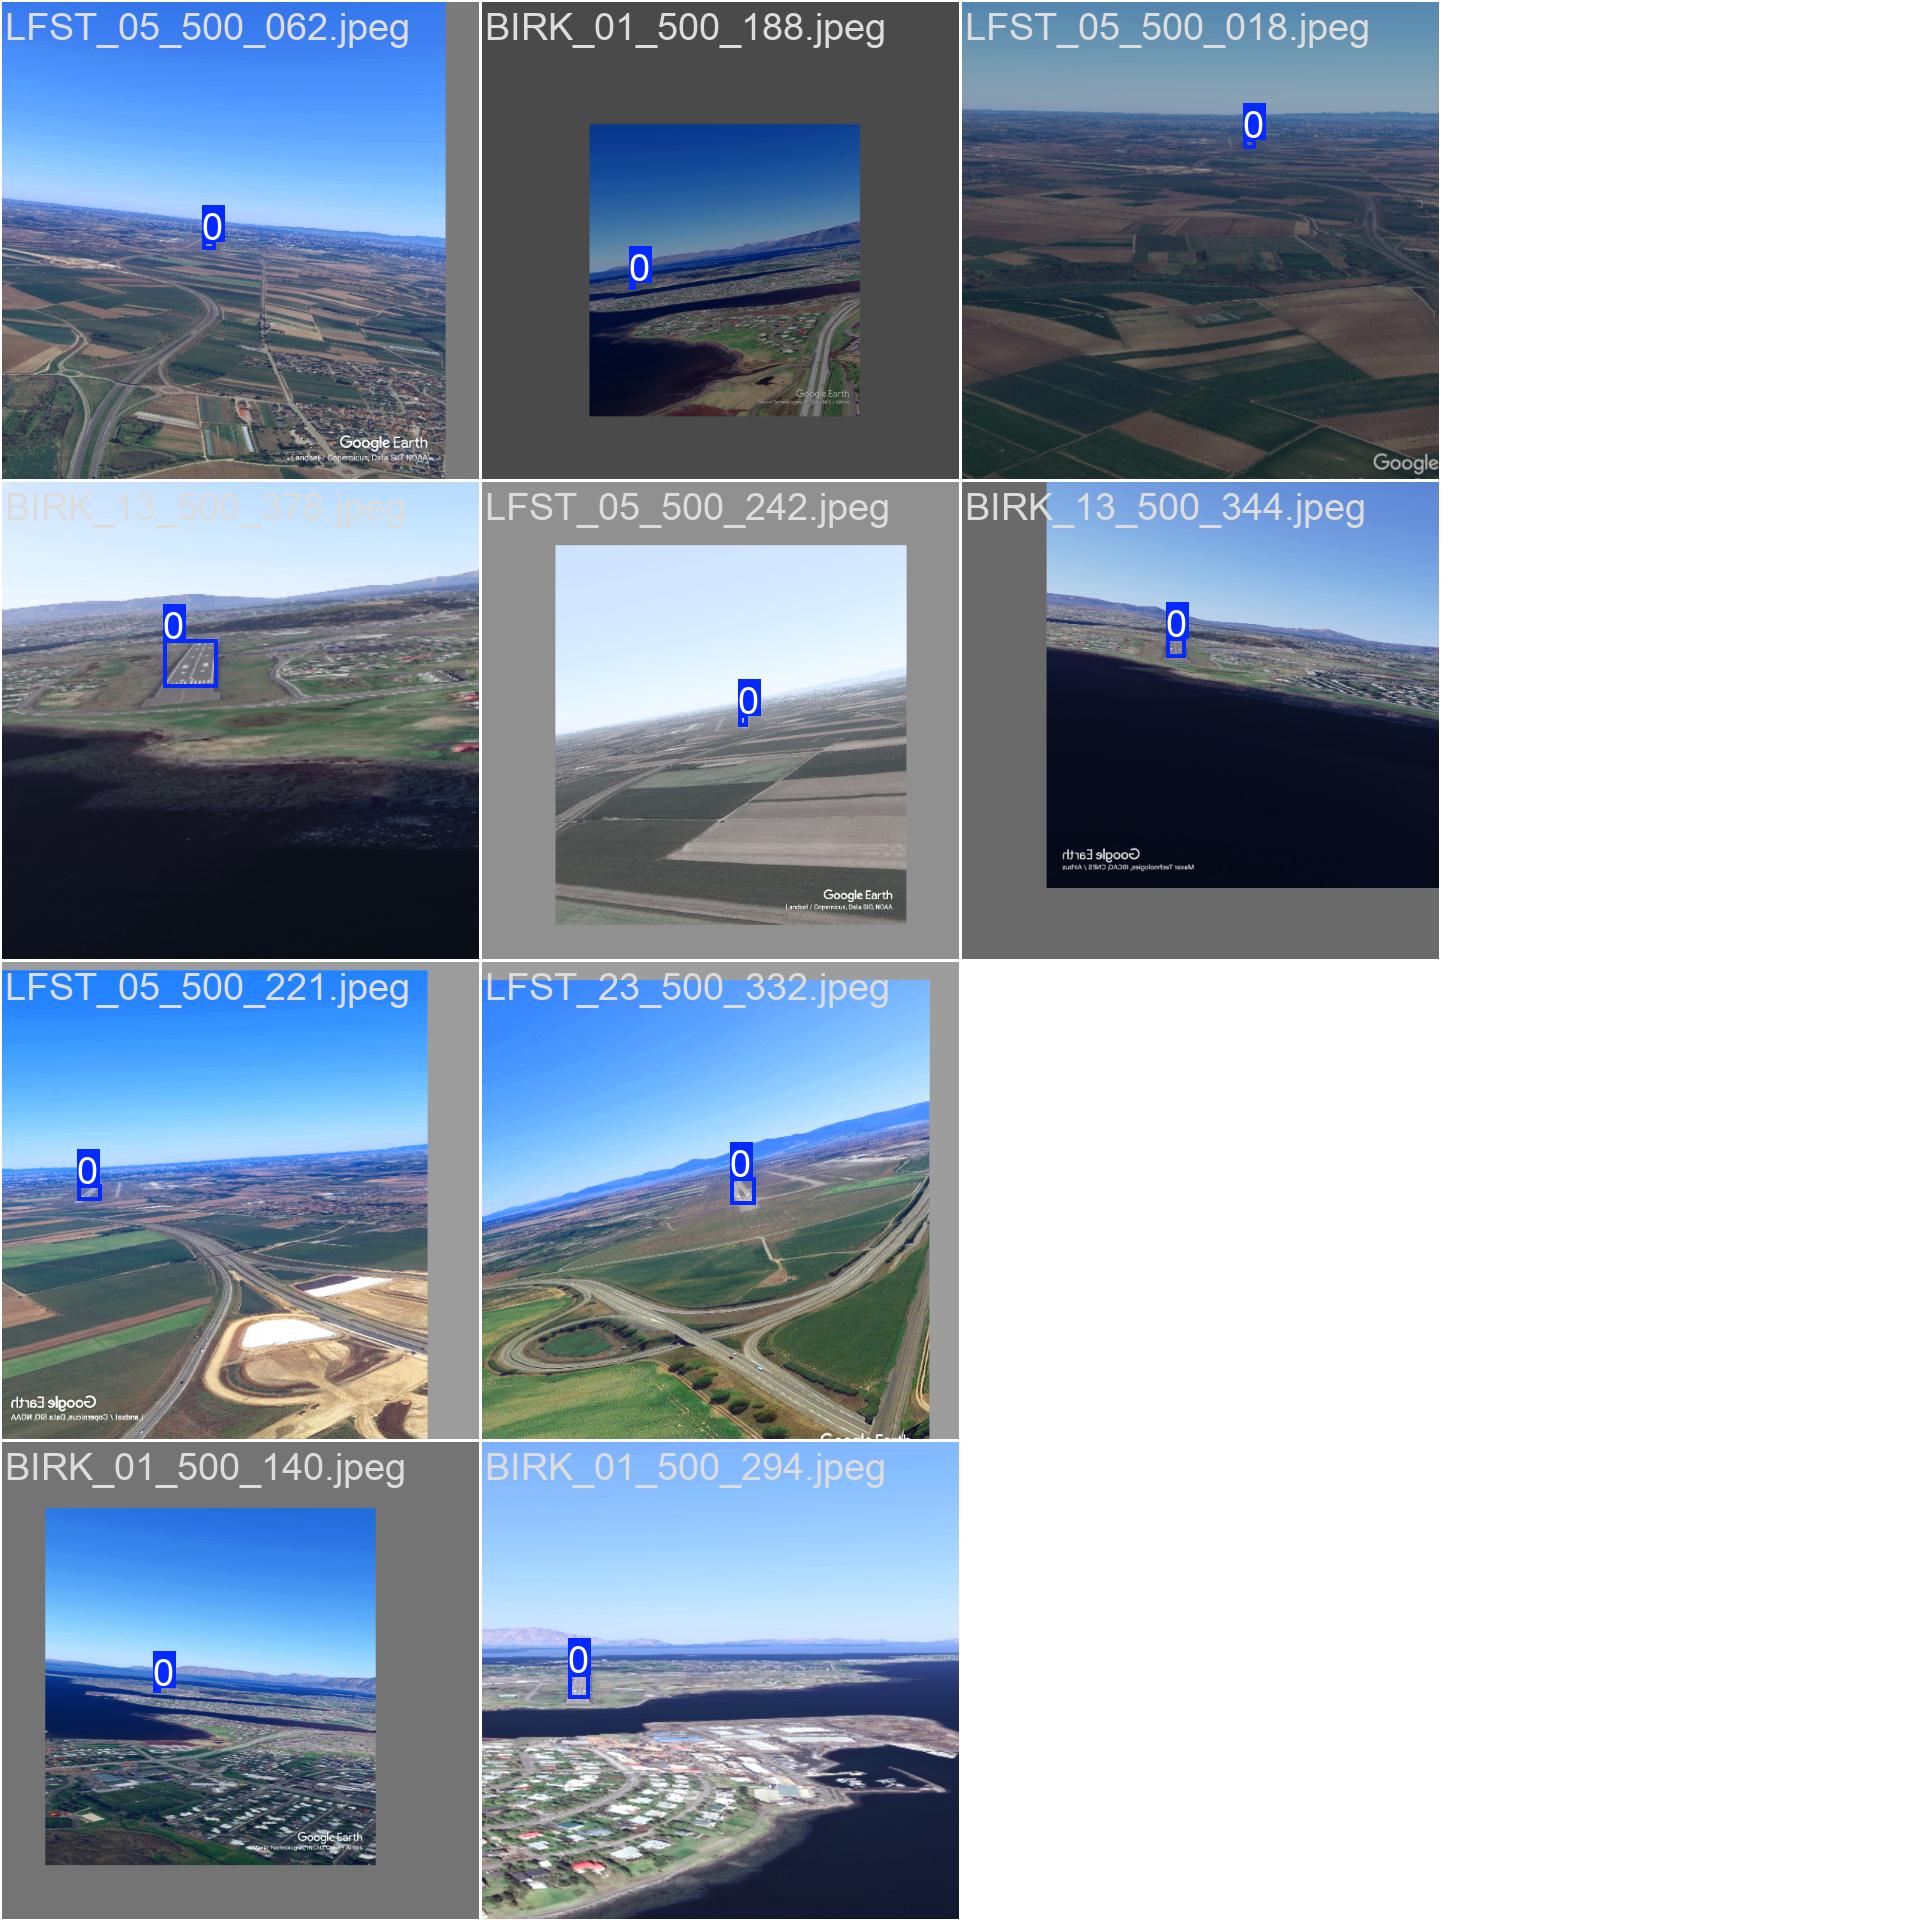 LFST_05_500_062.jpeg
BIRK_01_500_188.jpeg
LFST_05_500_018.jpeg
0
0
0
Google Earth
Landsat / Copernicus, Data SIO, NOAA
Google Earth
Google
BIRK_13_500_378.jpeg
LFST_05_500_242.jpeg
BIRK_13_500_344.jpeg
0
0
0
Google Earth
Landsat / Copernicus, Data SIO, NOAA
Google Earth
Maxar Technologies, IBCAO, CNES / Airbus
LFST_05_500_221.jpeg
LFST_23_500_332.jpeg
0
0
Google Earth
Landsat / Copernicus, Data SIO, NOAA
Google Earth
BIRK_01_500_140.jpeg
BIRK_01_500_294.jpeg
0
0
Google Earth